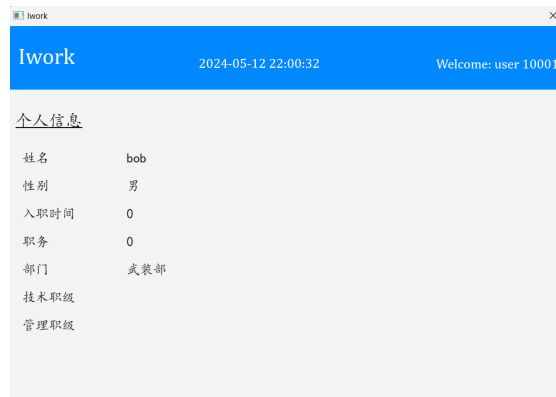 Iwork
Iwork 2024-05-12 22:00:32 Welcome: user 10001
个人信息
姓名 bob
性别 男
入职时间 0
职务 0
部门 武装部
技术职级
管理职级